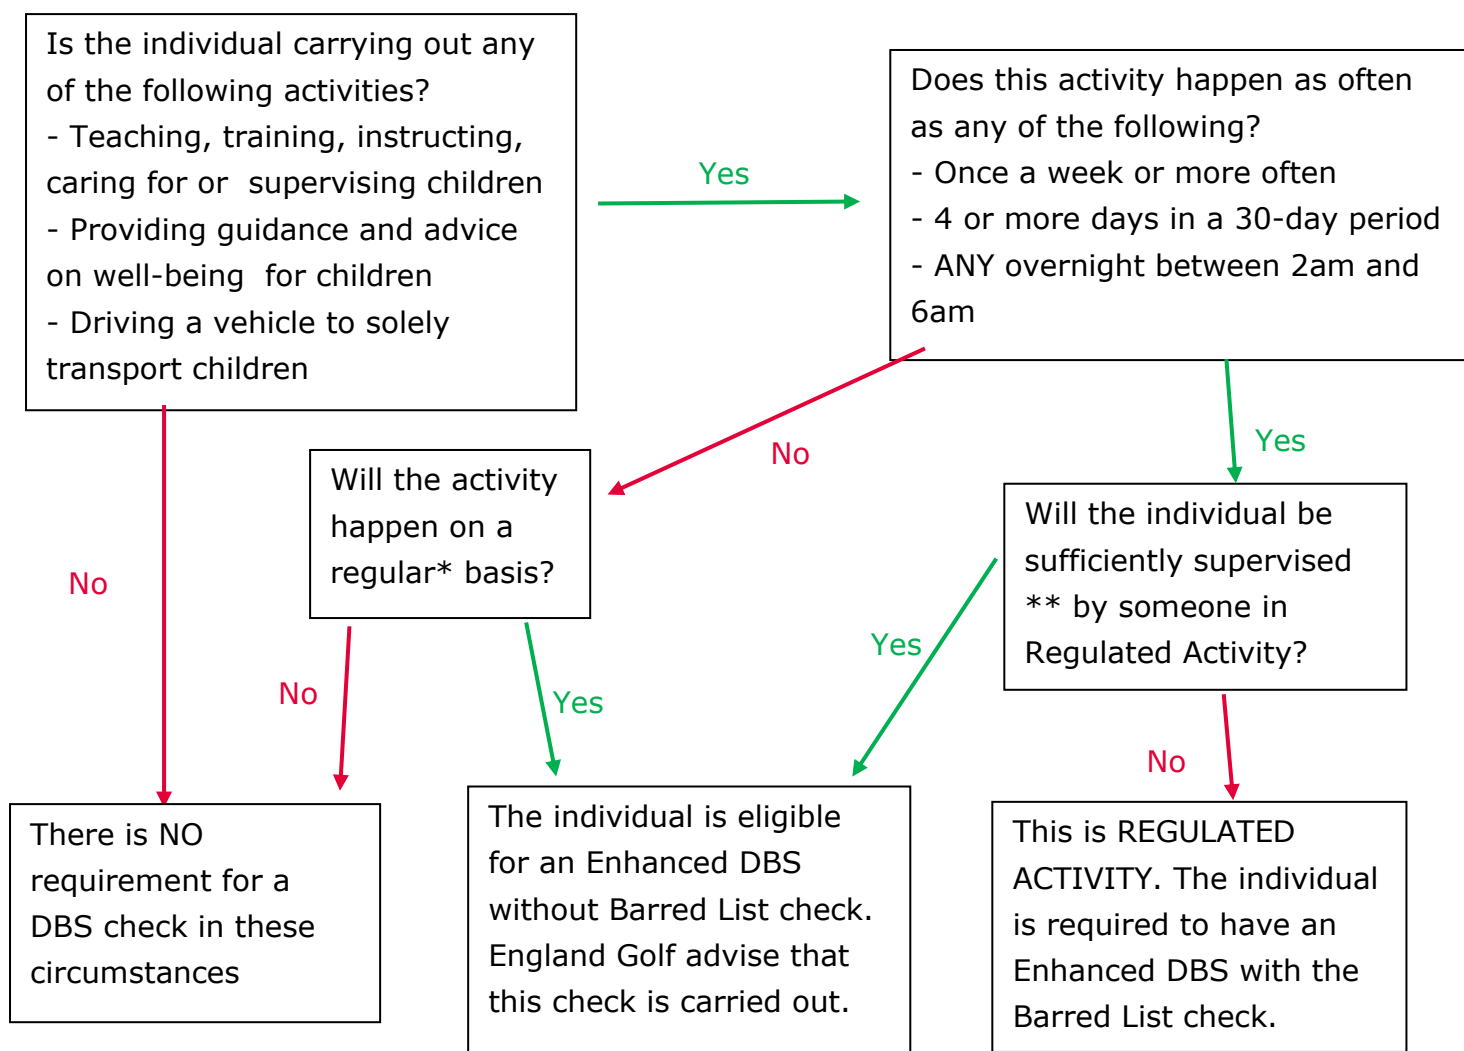 Is the individual carrying out any
of the following activities?
- Teaching, training, instructing,
caring for or supervising children
- Providing guidance and advice
on well-being for children
- Driving a vehicle to solely
transport children
Yes
Does this activity happen as often
as any of the following?
- Once a week or more often
- 4 or more days in a 30-day period
- ANY overnight between 2am and
6am
No
No
Yes
Will the activity
happen on a
regular* basis?
Will the individual be
sufficiently supervised
** by someone in
Regulated Activity?
No
Yes
Yes
No
There is NO
requirement for a
DBS check in these
circumstances
The individual is eligible
for an Enhanced DBS
without Barred List check.
England Golf advise that
this check is carried out.
This is REGULATED
ACTIVITY. The individual
is required to have an
Enhanced DBS with the
Barred List check.